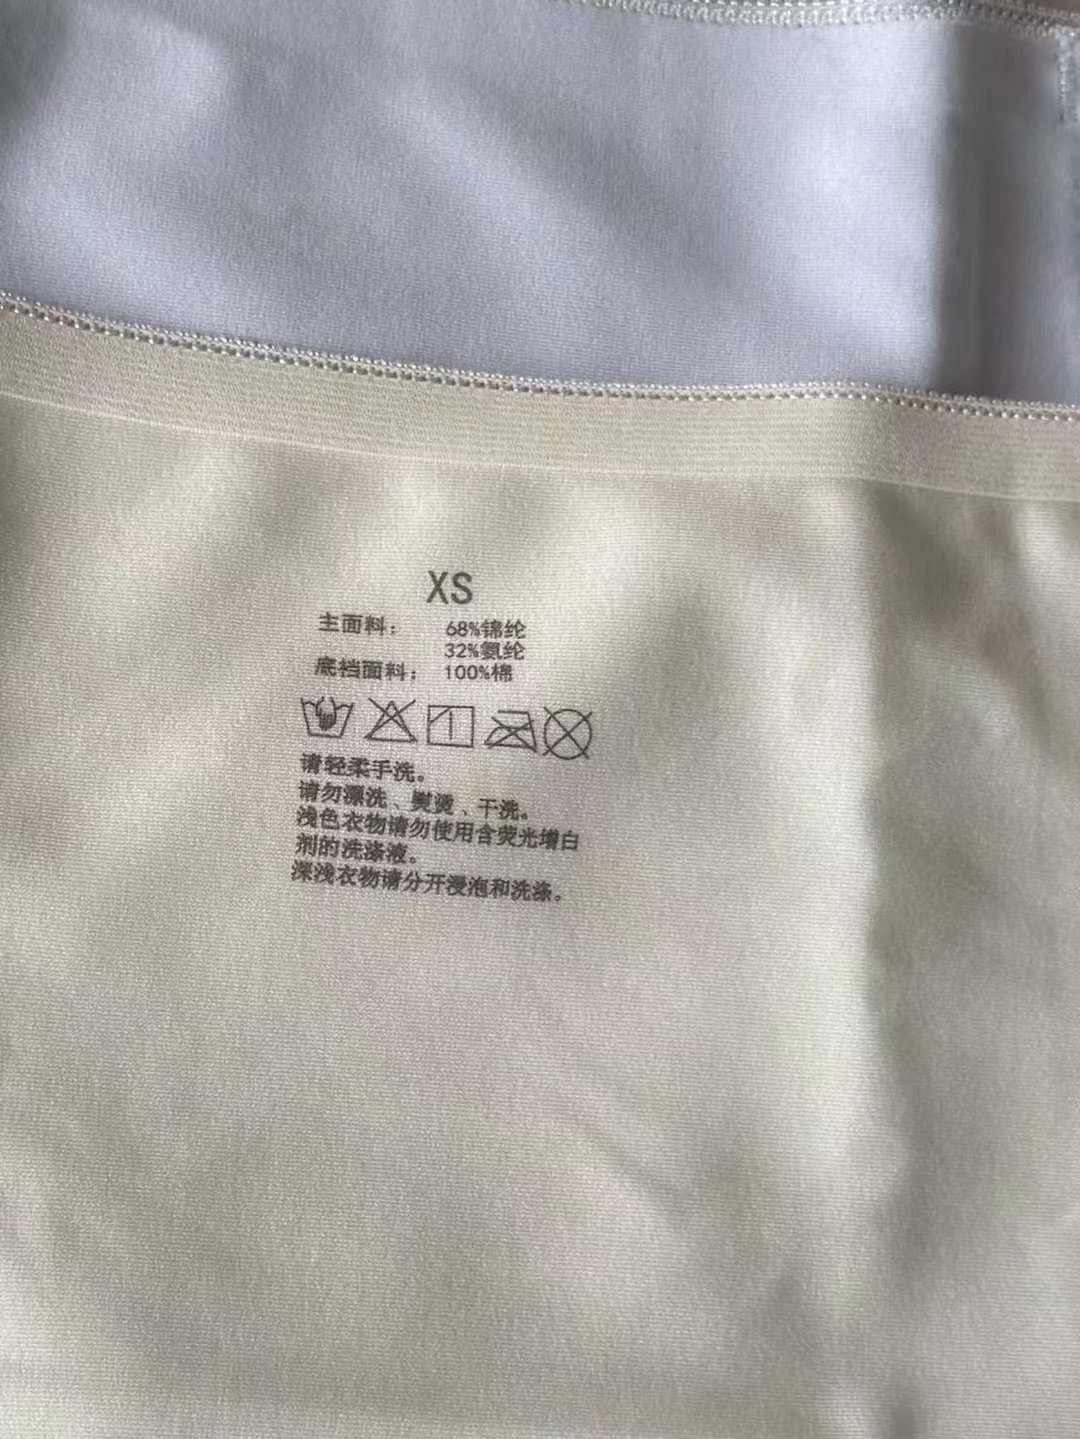 XS
主面料： 68%锦纶
32%氨纶
底裆面料： 100%棉
请轻柔手洗。
请勿漂洗、熨烫、干洗。
浅色衣物请勿使用含荧光增白
剂的洗涤液。
深浅衣物请分开浸泡和洗涤。